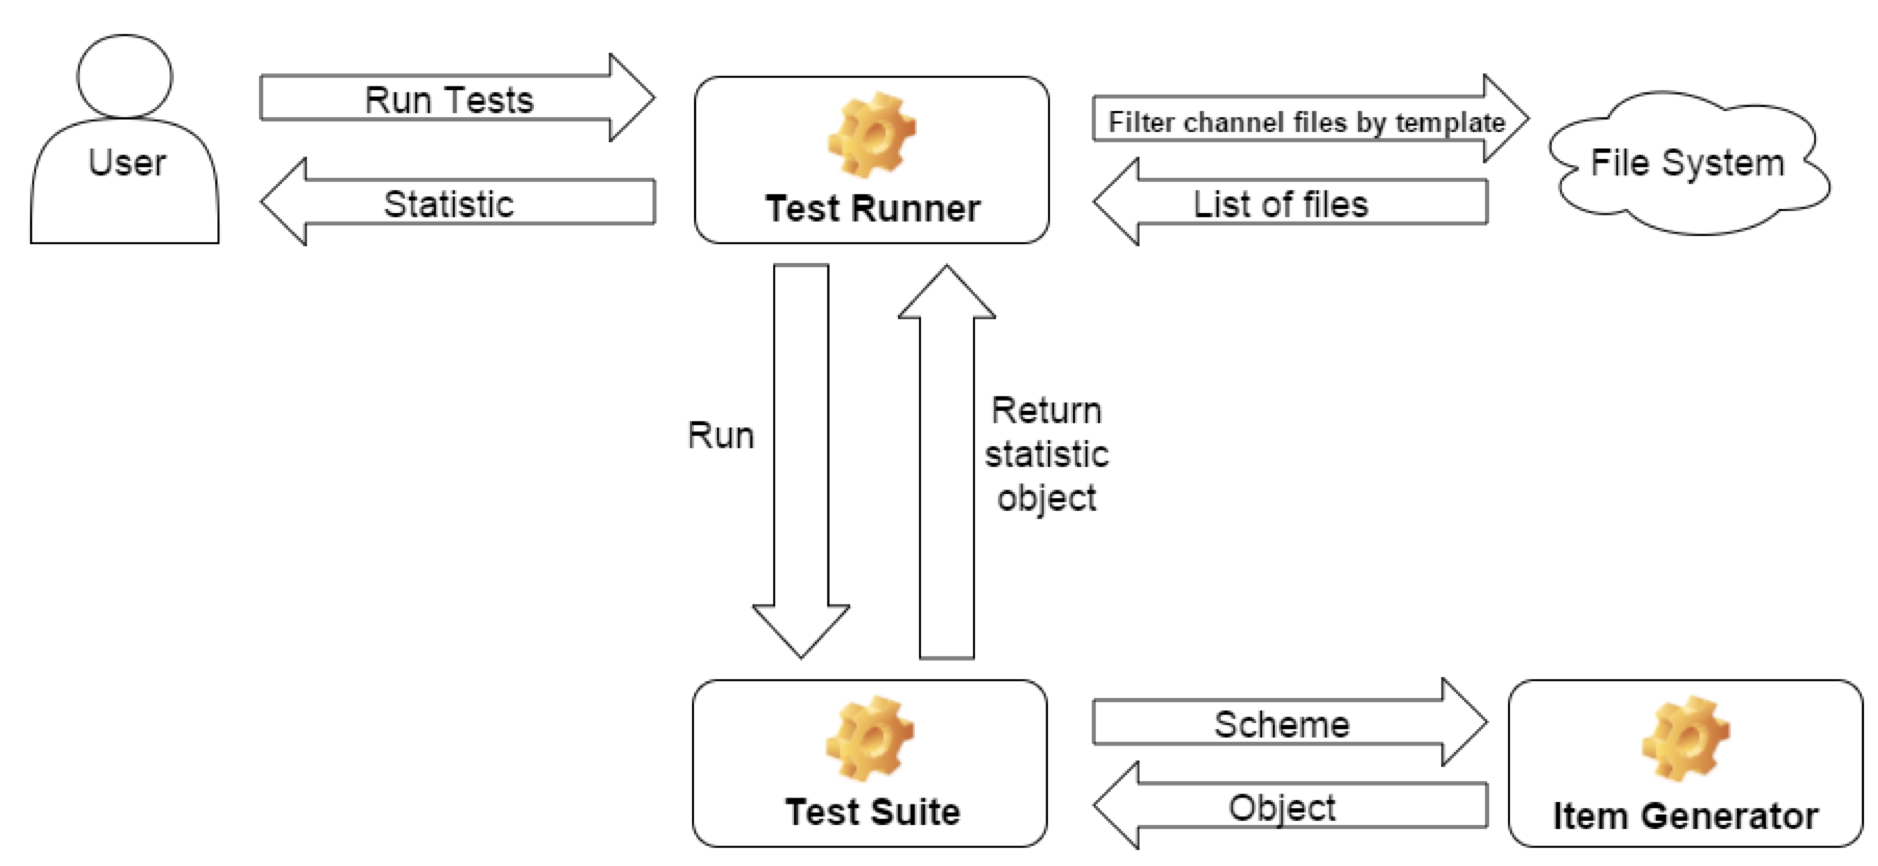 User
Run Tests
Statistic
Test Runner
Filter channel files by template
List of files
File System
Run
Return
statistic
object
Test Suite
Scheme
Object
Item Generator